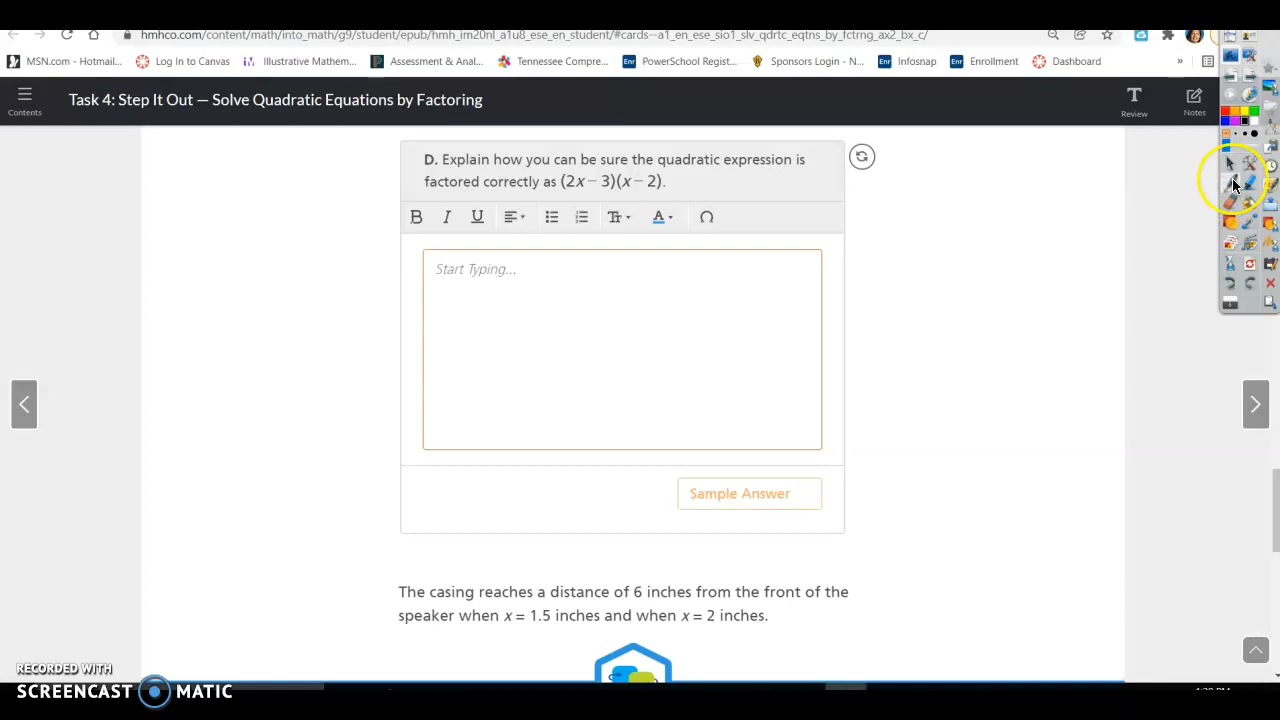 hmhco.com/content/math/into_math/g9/student/epub/hmh_im20nl_a1u8_ese_en_student/#cards--a1_en_ese_sio1_slv_qdrtc_eqtns_by_fctrng_ax2_bx_c/
MSN.com - Hotmail... Log In to Canvas Illustrative Mathem... Assessment & Anal... Tennessee Compre... PowerSchool Regist... Sponsors Login - N... Infosnap Enrollment Dashboard »
Contents
Task 4: Step It Out — Solve Quadratic Equations by Factoring
Review
Notes
D. Explain how you can be sure the quadratic expression is
factored correctly as (2x – 3)(x – 2).
Start Typing...
Sample Answer
The casing reaches a distance of 6 inches from the front of the
speaker when x = 1.5 inches and when x = 2 inches.
RECORDED WITH
SCREENCAST MATIC